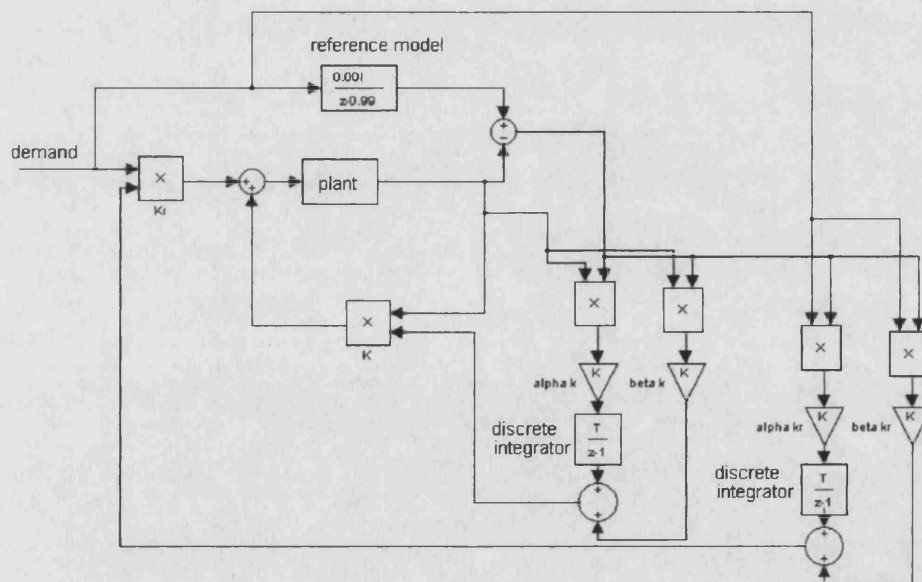 reference model
0.001
z-0.99
demand
×
Kr
+
+
plant
+
−
×
K
×
×
×
×
K
alpha k
K
beta k
K
alpha kr
K
beta kr
discrete
integrator
T
z-1
discrete
integrator
T
z-1
+
+
+
+